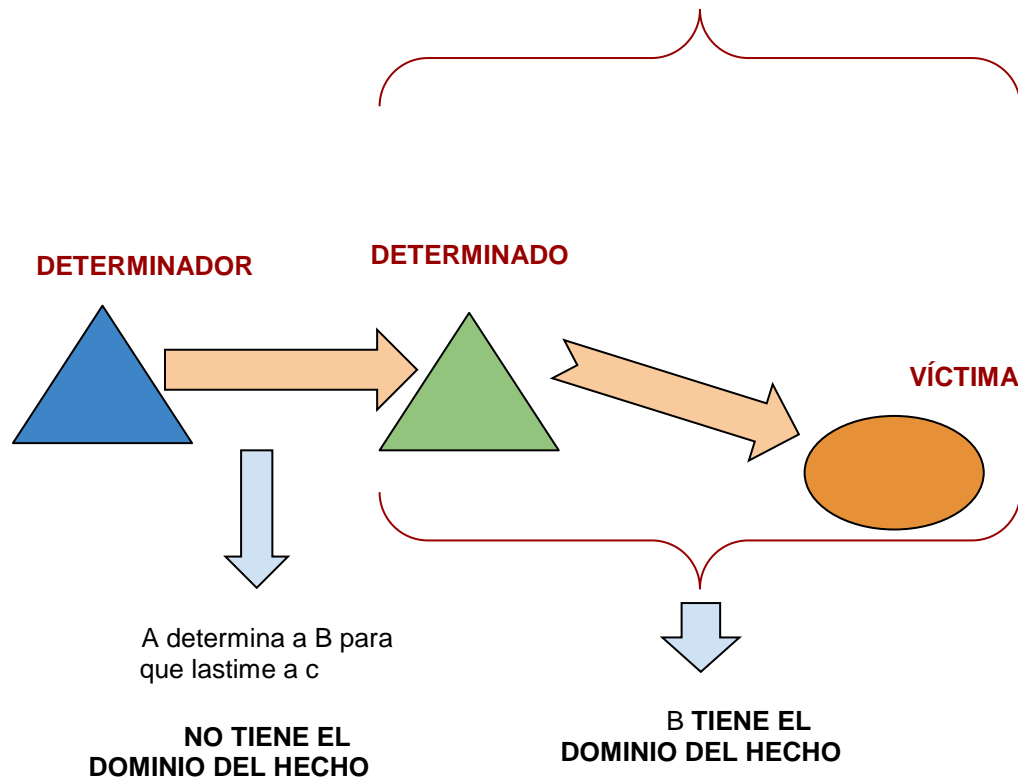 DETERMINADOR
DETERMINADO
VÍCTIMA
A determina a B para
que lastime a c
NO TIENE EL
DOMINIO DEL HECHO
B TIENE EL
DOMINIO DEL HECHO